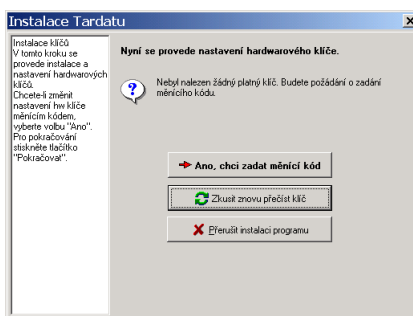 Instalace Tardatu
Instalace klíčů
V tomto kroku se
provede instalace a
nastavení hardwarových
klíčů.
Chcete-li změnit
nastavení hw klíče
měnícím kódem,
vyberte volbu "Ano".
Pro pokračování
stiskněte tlačítko
"Pokračovat".
Nyní se provede nastavení hardwarového klíče.
Nebyl nalezen žádný platný klíč. Budete požádáni o zadání
měnícího kódu.
Ano, chci zadat měnící kód
Zkusit znovu přečíst klíč
Přerušit instalaci programu